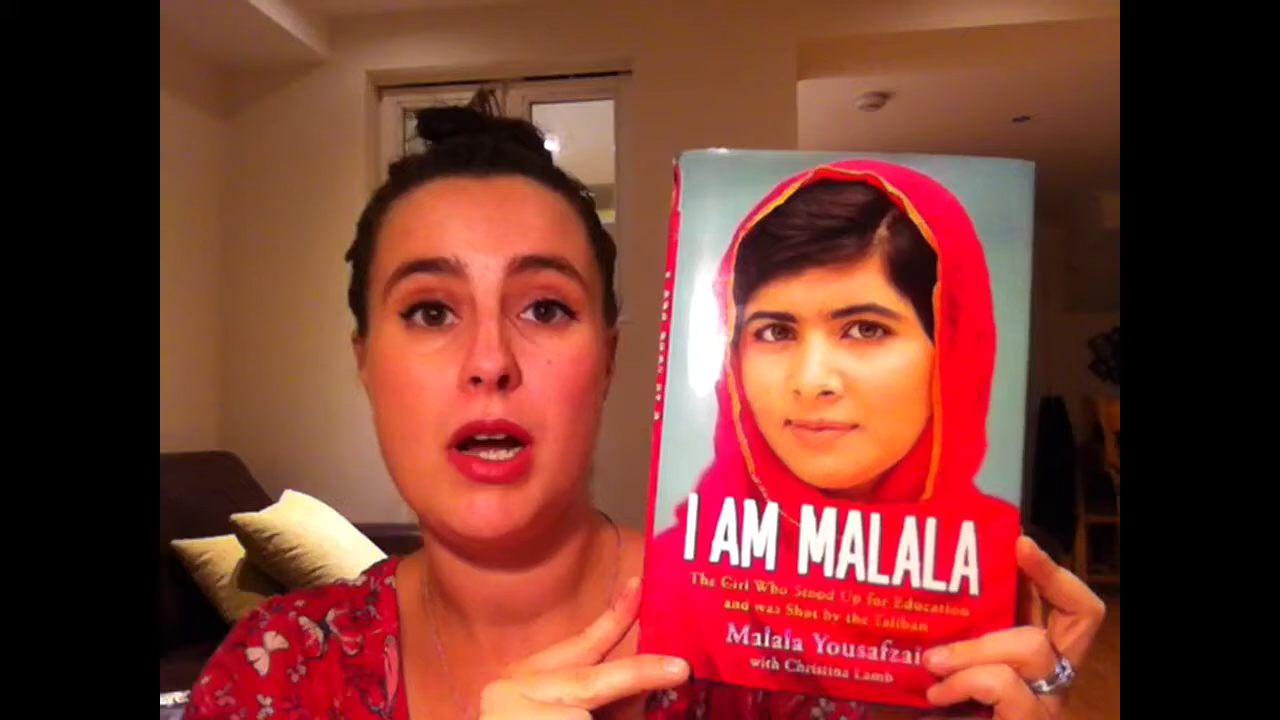 I AM MALALA
The Girl Who Stood Up for Education
and was Shot by the Taliban
Malala Yousafzai
with Christina Lamb